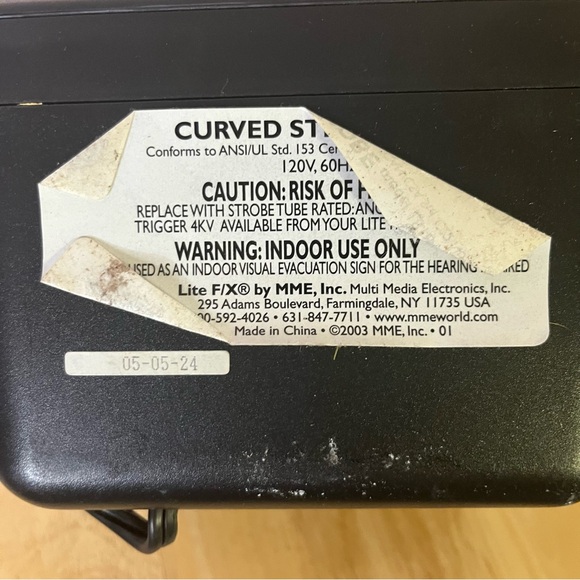 CURVED ST
Conforms to ANSI/UL Std. 153 Cer
120V, 60H
CAUTION: RISK OF F
REPLACE WITH STROBE TUBE RATED: ANO
TRIGGER 4KV AVAILABLE FROM YOUR LITE
WARNING: INDOOR USE ONLY
USED AS AN INDOOR VISUAL EVACUATION SIGN FOR THE HEARING IRED
Lite F/X® by MME, Inc. Multi Media Electronics, Inc.
295 Adams Boulevard, Farmingdale, NY 11735 USA
00-592-4026 • 631-847-7711 • www.mmeworld.com
Made in China • ©2003 MME, Inc. • 01
05-05-24